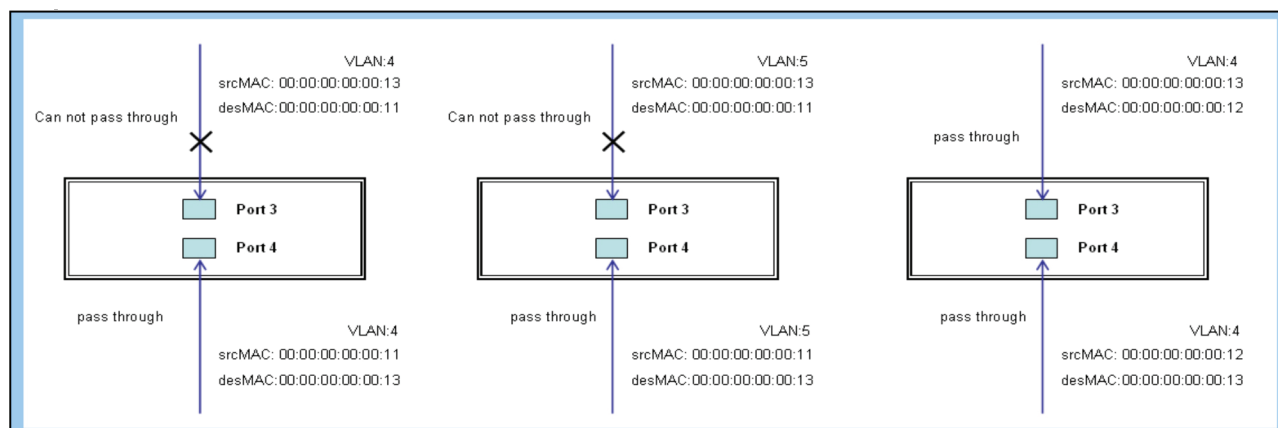 VLAN:4
srcMAC: 00:00:00:00:00:13
desMAC:00:00:00:00:00:11
Can not pass through
Port 3
Port 4
pass through
VLAN:4
srcMAC: 00:00:00:00:00:11
desMAC:00:00:00:00:00:13
VLAN:5
srcMAC: 00:00:00:00:00:13
desMAC:00:00:00:00:00:11
Can not pass through
Port 3
Port 4
pass through
VLAN:5
srcMAC: 00:00:00:00:00:11
desMAC:00:00:00:00:00:13
VLAN:4
srcMAC: 00:00:00:00:00:13
desMAC:00:00:00:00:00:12
pass through
Port 3
Port 4
pass through
VLAN:4
srcMAC: 00:00:00:00:00:12
desMAC:00:00:00:00:00:13